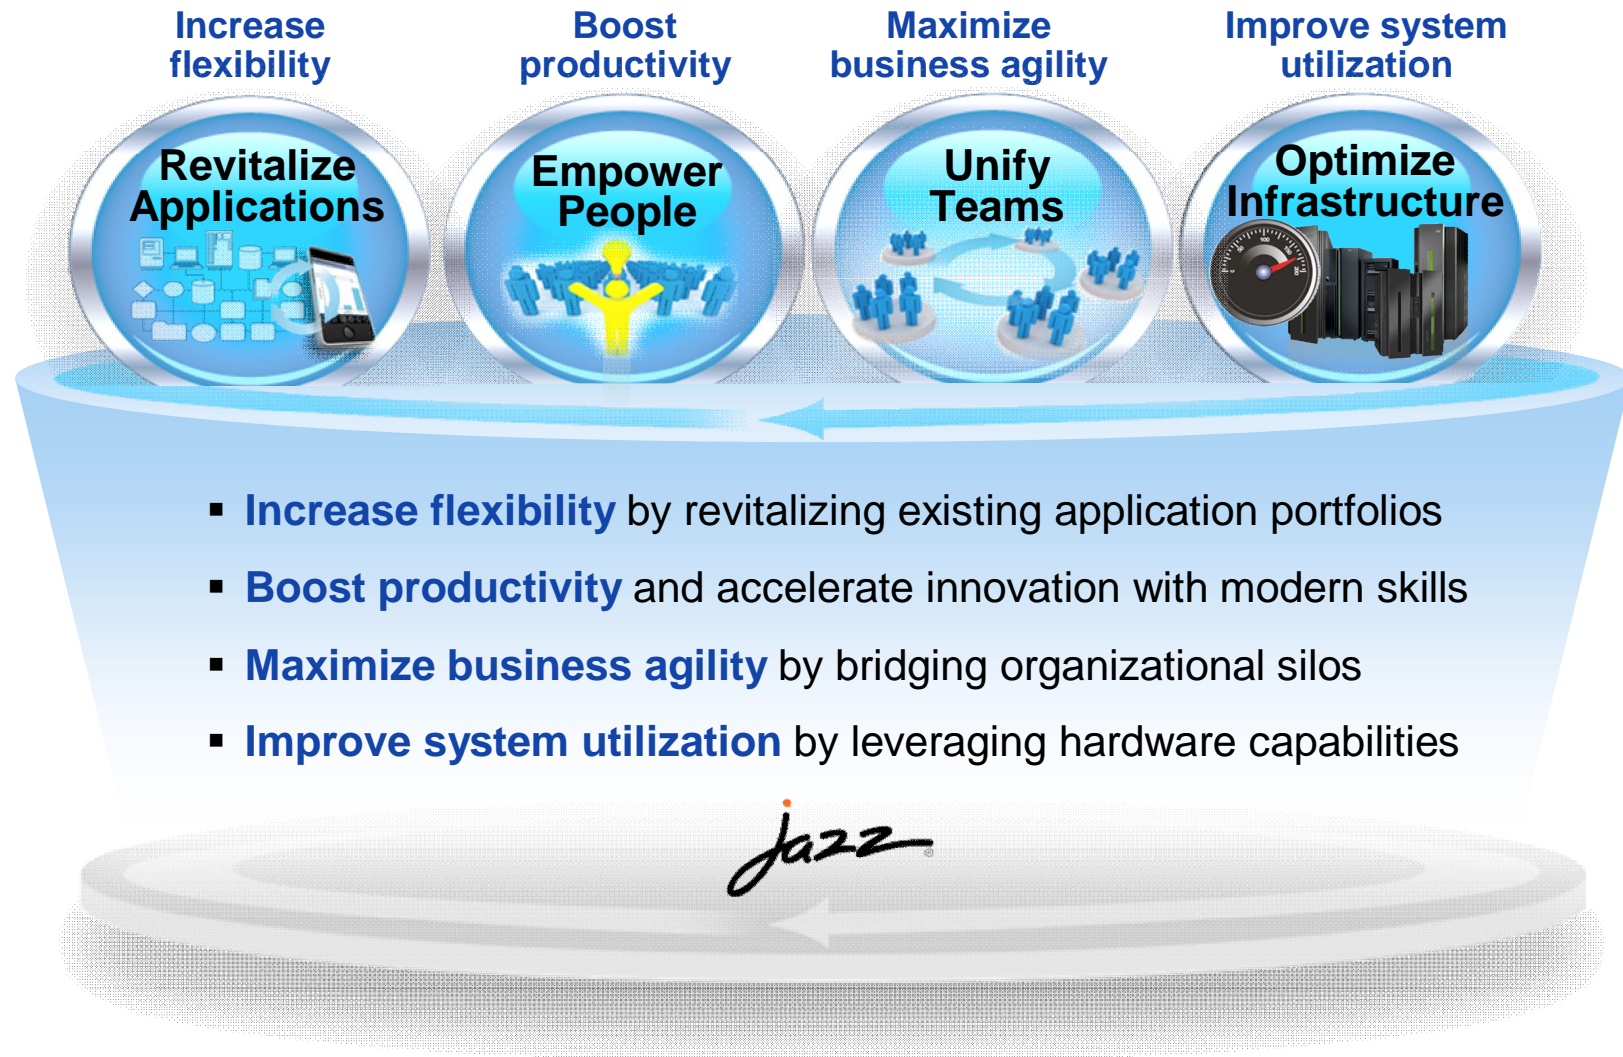 Increase
flexibility
Boost
productivity
Maximize
business agility
Improve system
utilization
Revitalize
Applications
Empower
People
Unify
Teams
Optimize
Infrastructure
▪ Increase flexibility by revitalizing existing application portfolios
▪ Boost productivity and accelerate innovation with modern skills
▪ Maximize business agility by bridging organizational silos
▪ Improve system utilization by leveraging hardware capabilities
jazz